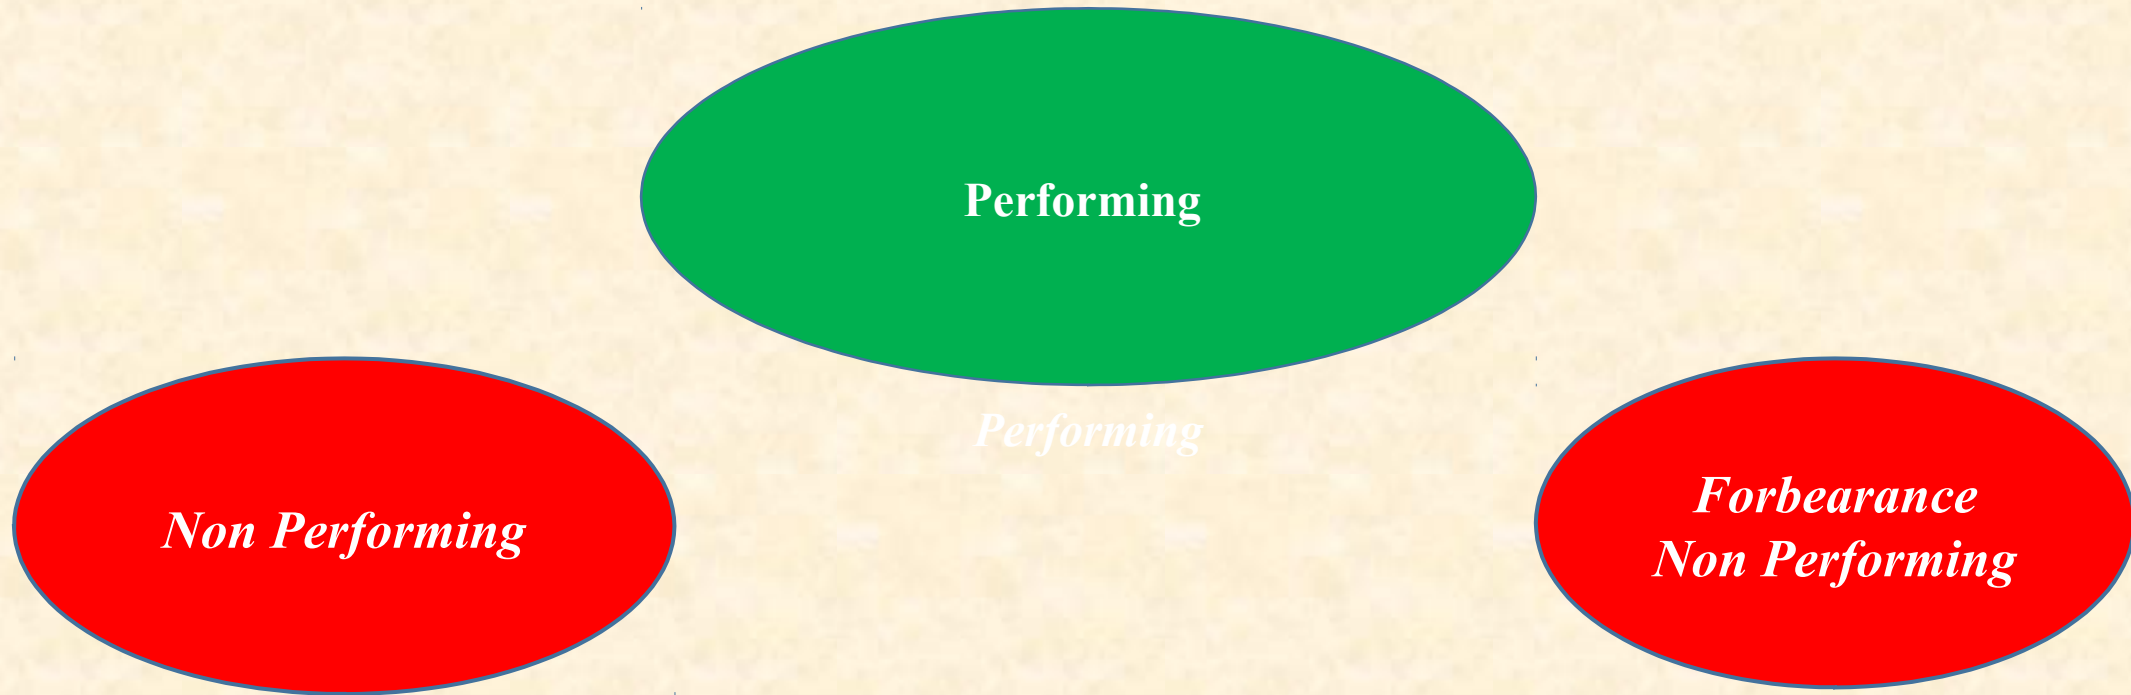 Performing
Performing
Non Performing
Forbearance
Non Performing